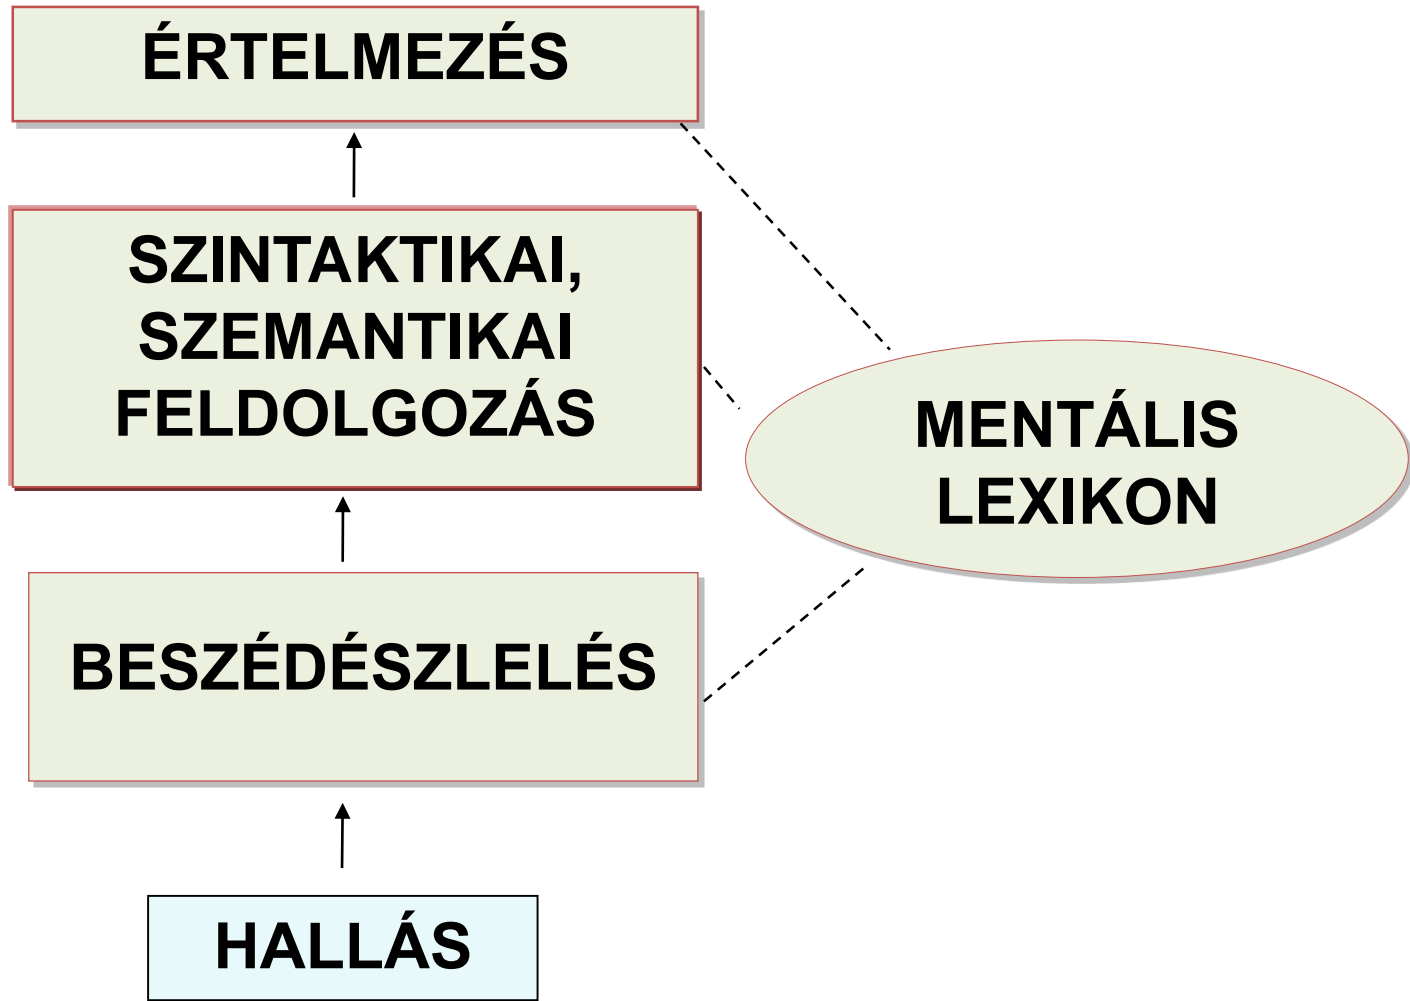 ÉRTELMEZÉS
SZINTAKTIKAI,
SZEMANTIKAI
FELDOLGOZÁS
MENTÁLIS
LEXIKON
BESZÉDÉSZLELÉS
HALLÁS